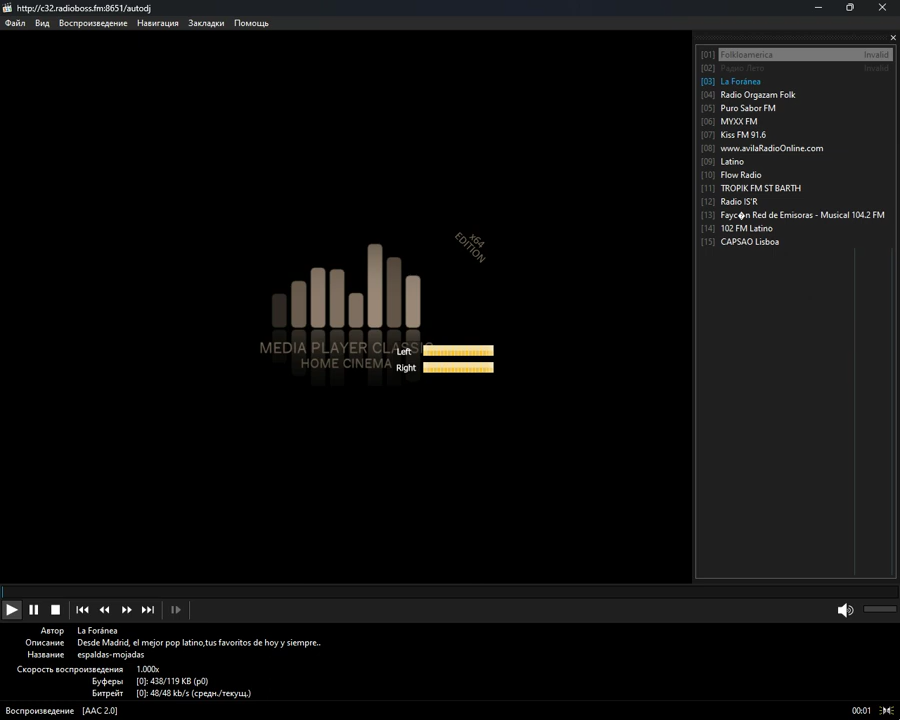 http://c32.radioboss.fm:8651/autodj
Файл Вид Воспроизведение Навигация Закладки Помощь
[01] Folkloamerica Invalid
[02] Радио Лето Invalid
[03] La Foránea
[04] Radio Orgazam Folk
[05] Puro Sabor FM
[06] MYXX FM
[07] Kiss FM 91.6
[08] www.avilaRadioOnline.com
[09] Latino
[10] Flow Radio
[11] TROPIK FM ST BARTH
[12] Radio IS'R
[13] Fayc�n Red de Emisoras - Musical 104.2 FM
[14] 102 FM Latino
[15] CAPSAO Lisboa
x64
EDITION
MEDIA PLAYER CLASSIC
HOME CINEMA
Left
Right
Автор La Foránea
Описание Desde Madrid, el mejor pop latino,tus favoritos de hoy y siempre..
Название espaldas-mojadas
Скорость воспроизведения 1.000x
Буферы [0]: 438/119 KB (p0)
Битрейт [0]: 48/48 kb/s (средн./текущ.)
Воспроизведение [AAC 2.0] 00:01